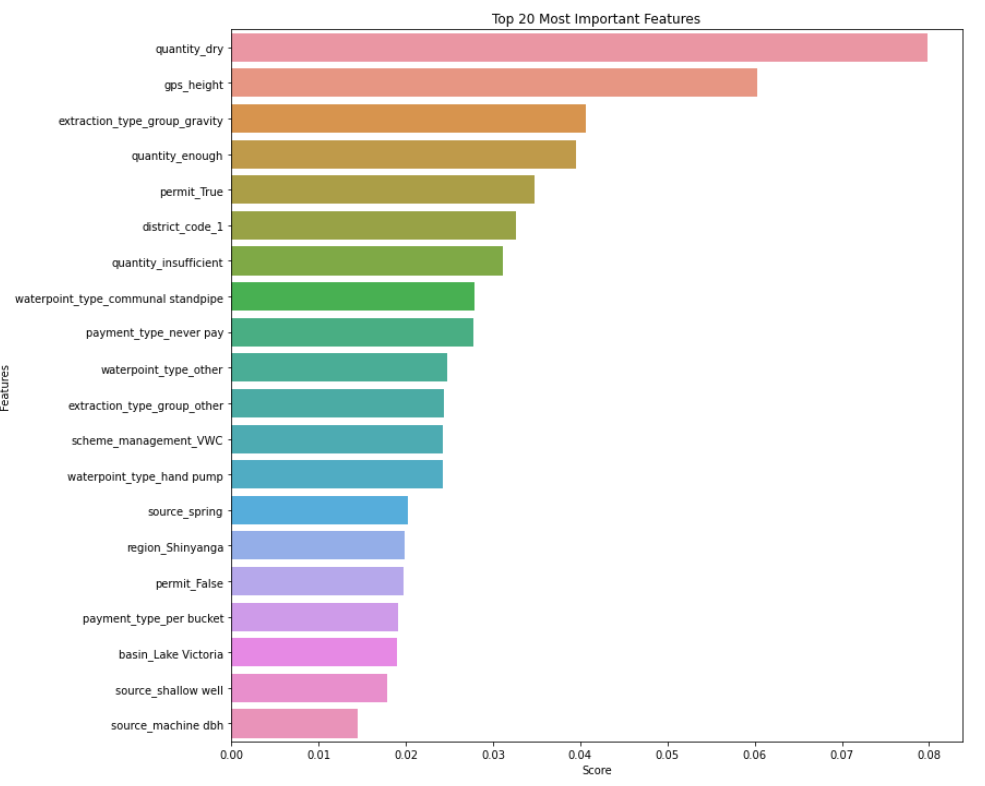 Top 20 Most Important Features
quantity_dry
gps_height
extraction_type_group_gravity
quantity_enough
permit_True
district_code_1
quantity_insufficient
waterpoint_type_communal standpipe
payment_type_never pay
waterpoint_type_other
extraction_type_group_other
scheme_management_VWC
waterpoint_type_hand pump
source_spring
region_Shinyanga
permit_False
payment_type_per bucket
basin_Lake Victoria
source_shallow well
source_machine dbh
Features
0.00 0.01 0.02 0.03 0.04 0.05 0.06 0.07 0.08
Score